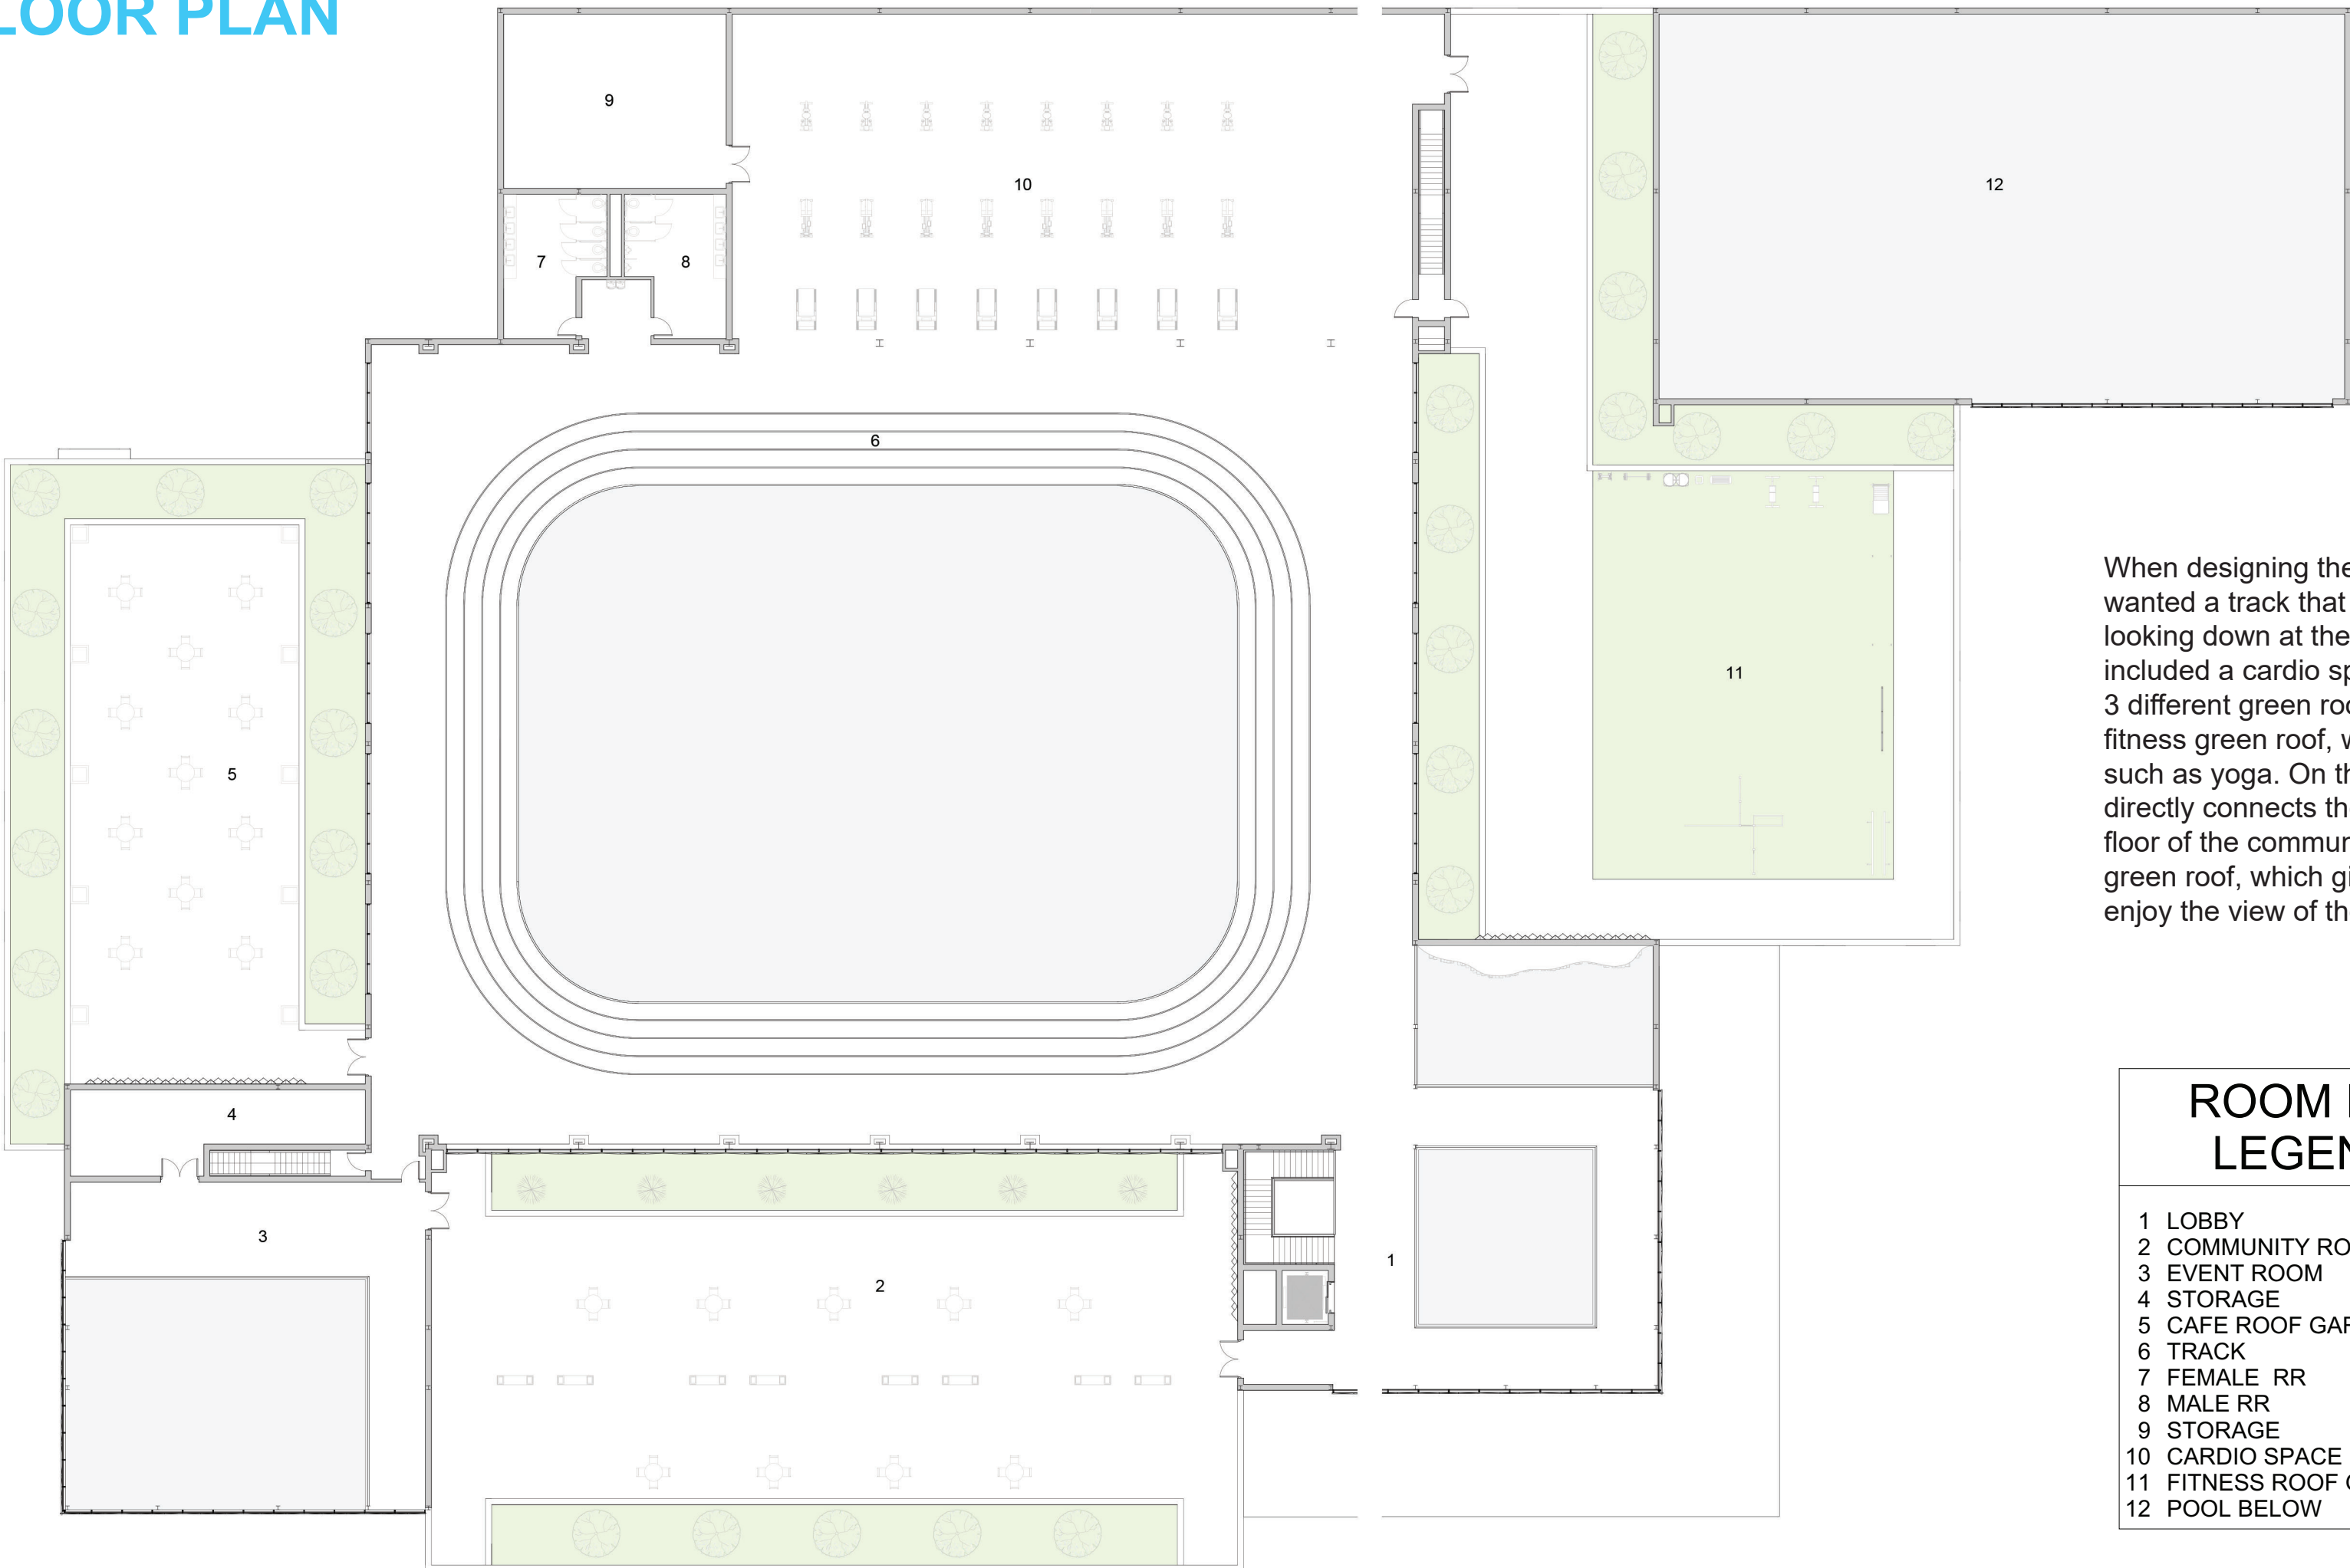 LOOR PLAN
9
10
12
7
8
6
5
11
4
3
2
1
When designing the
wanted a track that
looking down at the
included a cardio sp
3 different green roo
fitness green roof, w
such as yoga. On th
directly connects th
floor of the commun
green roof, which gi
enjoy the view of th
ROOM
LEGEN
1 LOBBY
2 COMMUNITY RO
3 EVENT ROOM
4 STORAGE
5 CAFE ROOF GAR
6 TRACK
7 FEMALE RR
8 MALE RR
9 STORAGE
10 CARDIO SPACE
11 FITNESS ROOF G
12 POOL BELOW